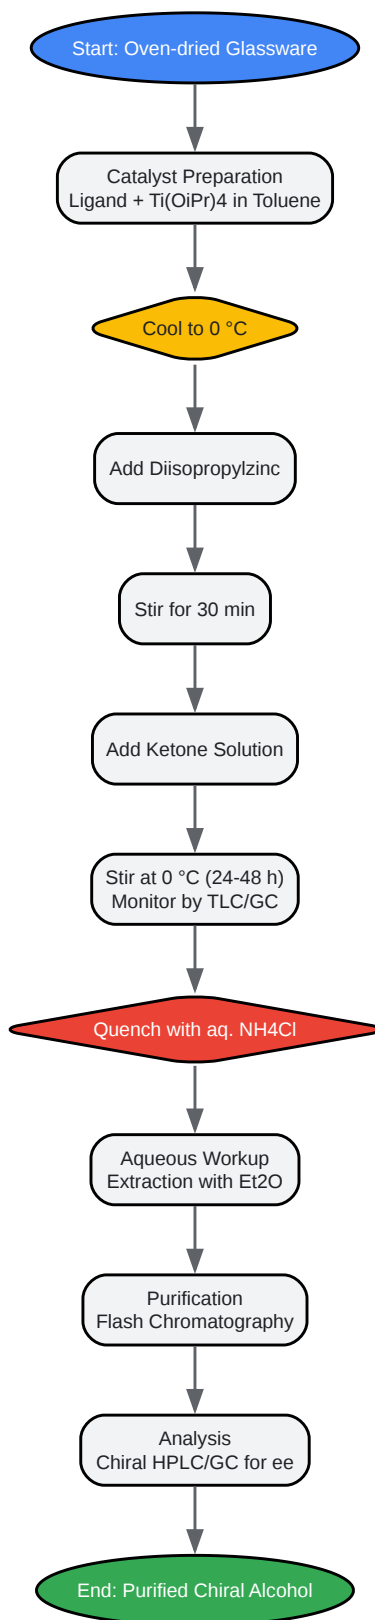 Start: Oven-dried Glassware
Catalyst Preparation
Ligand + Ti(OiPr)4 in Toluene
Cool to 0 °C
Add Diisopropylzinc
Stir for 30 min
Add Ketone Solution
Stir at 0 °C (24-48 h)
Monitor by TLC/GC
Quench with aq. NH4Cl
Aqueous Workup
Extraction with Et2O
Purification
Flash Chromatography
Analysis
Chiral HPLC/GC for ee
End: Purified Chiral Alcohol